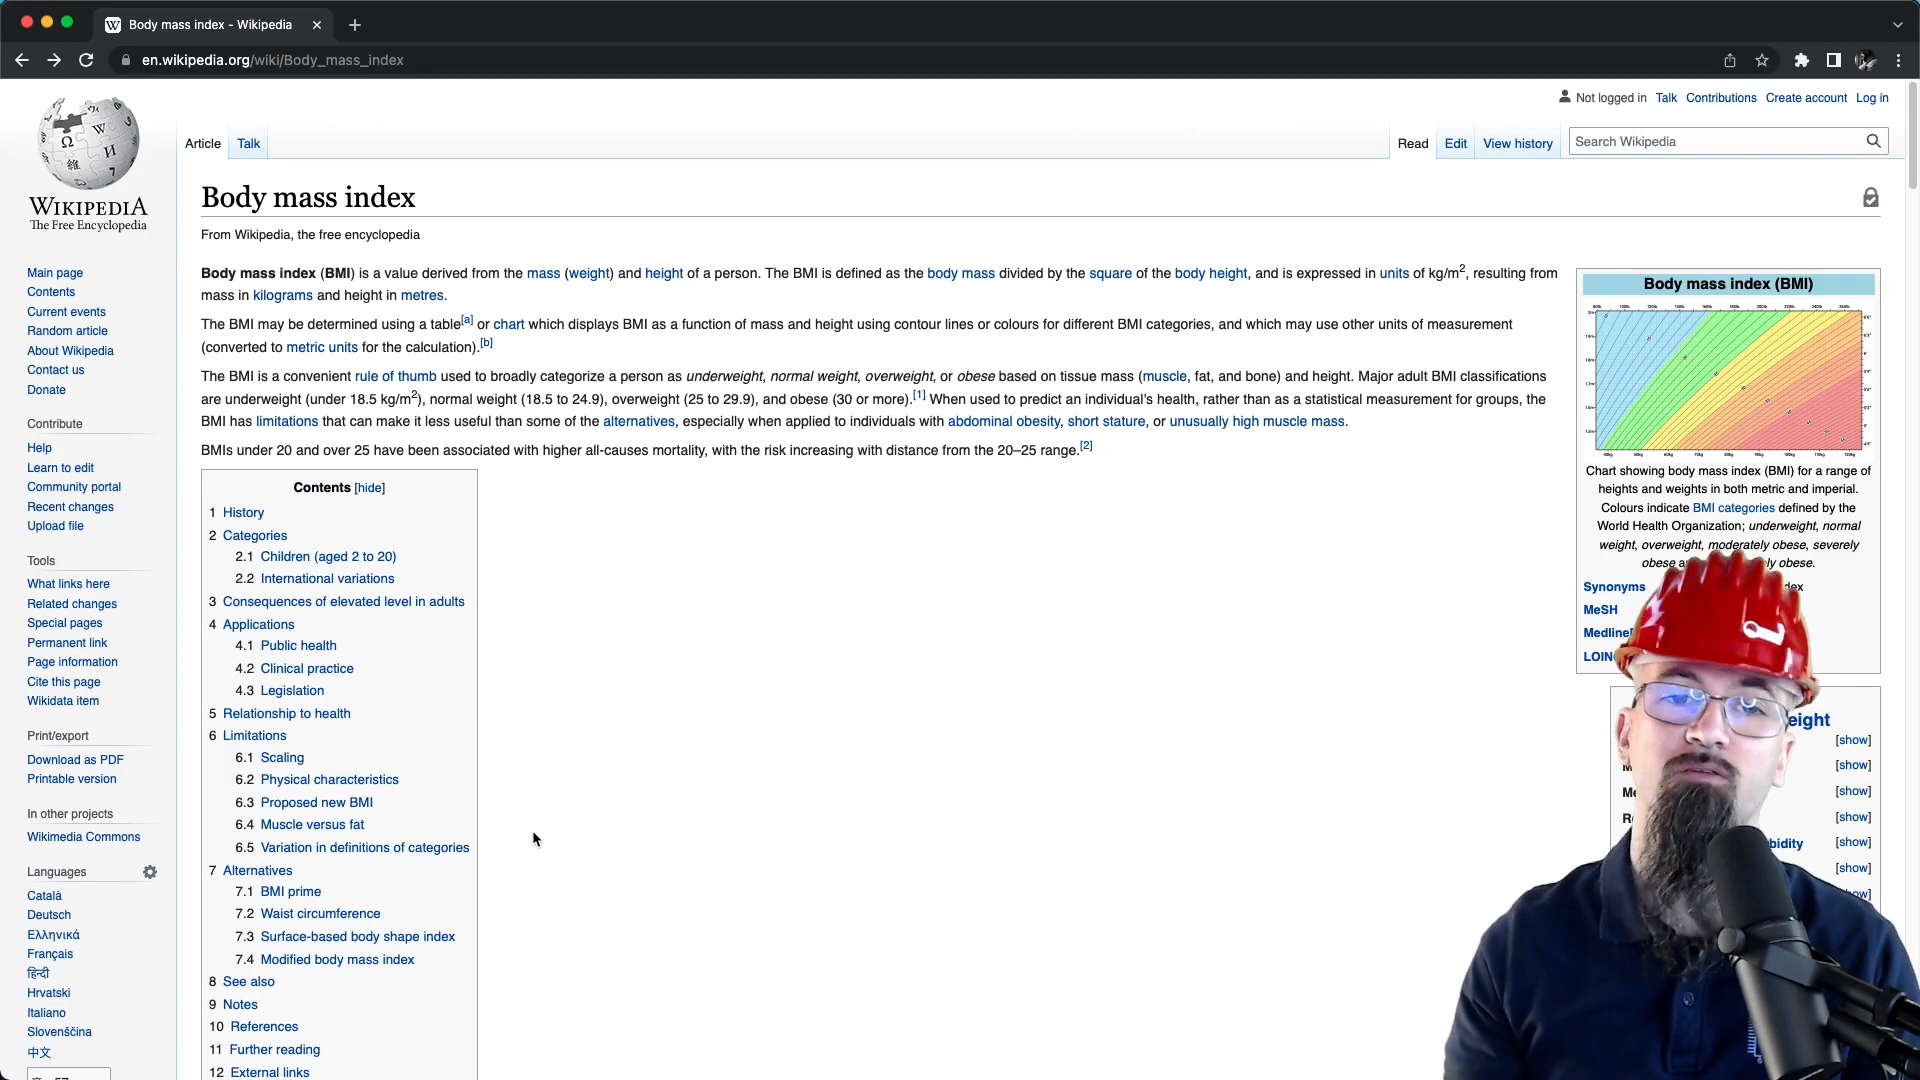 Body mass index - Wikipedia
en.wikipedia.org/wiki/Body_mass_index
Not logged in Talk Contributions Create account Log in
Article Talk Read Edit View history Search Wikipedia
WIKIPEDIA
The Free Encyclopedia
Main page
Contents
Current events
Random article
About Wikipedia
Contact us
Donate
Contribute
Help
Learn to edit
Community portal
Recent changes
Upload file
Tools
What links here
Related changes
Special pages
Permanent link
Page information
Cite this page
Wikidata item
Print/export
Download as PDF
Printable version
In other projects
Wikimedia Commons
Languages
Català
Deutsch
Ελληνικά
Français
हिन्दी
Hrvatski
Italiano
Slovenščina
中文
Body mass index
From Wikipedia, the free encyclopedia
Body mass index (BMI) is a value derived from the mass (weight) and height of a person. The BMI is defined as the body mass divided by the square of the body height, and is expressed in units of kg/m2, resulting from
mass in kilograms and height in metres.
The BMI may be determined using a table[a] or chart which displays BMI as a function of mass and height using contour lines or colours for different BMI categories, and which may use other units of measurement
(converted to metric units for the calculation).[b]
The BMI is a convenient rule of thumb used to broadly categorize a person as underweight, normal weight, overweight, or obese based on tissue mass (muscle, fat, and bone) and height. Major adult BMI classifications
are underweight (under 18.5 kg/m2), normal weight (18.5 to 24.9), overweight (25 to 29.9), and obese (30 or more).[1] When used to predict an individual's health, rather than as a statistical measurement for groups, the
BMI has limitations that can make it less useful than some of the alternatives, especially when applied to individuals with abdominal obesity, short stature, or unusually high muscle mass.
BMIs under 20 and over 25 have been associated with higher all-causes mortality, with the risk increasing with distance from the 20–25 range.[2]
Contents [hide]
1 History
2 Categories
2.1 Children (aged 2 to 20)
2.2 International variations
3 Consequences of elevated level in adults
4 Applications
4.1 Public health
4.2 Clinical practice
4.3 Legislation
5 Relationship to health
6 Limitations
6.1 Scaling
6.2 Physical characteristics
6.3 Proposed new BMI
6.4 Muscle versus fat
6.5 Variation in definitions of categories
7 Alternatives
7.1 BMI prime
7.2 Waist circumference
7.3 Surface-based body shape index
7.4 Modified body mass index
8 See also
9 Notes
10 References
11 Further reading
12 External links
Body mass index (BMI)
Chart showing body mass index (BMI) for a range of
heights and weights in both metric and imperial.
Colours indicate BMI categories defined by the
World Health Organization; underweight, normal
weight, overweight, moderately obese, severely
obese obese.
Synonyms
MeSH
[show]
[show]
[show]
[show]
[show]
[show]